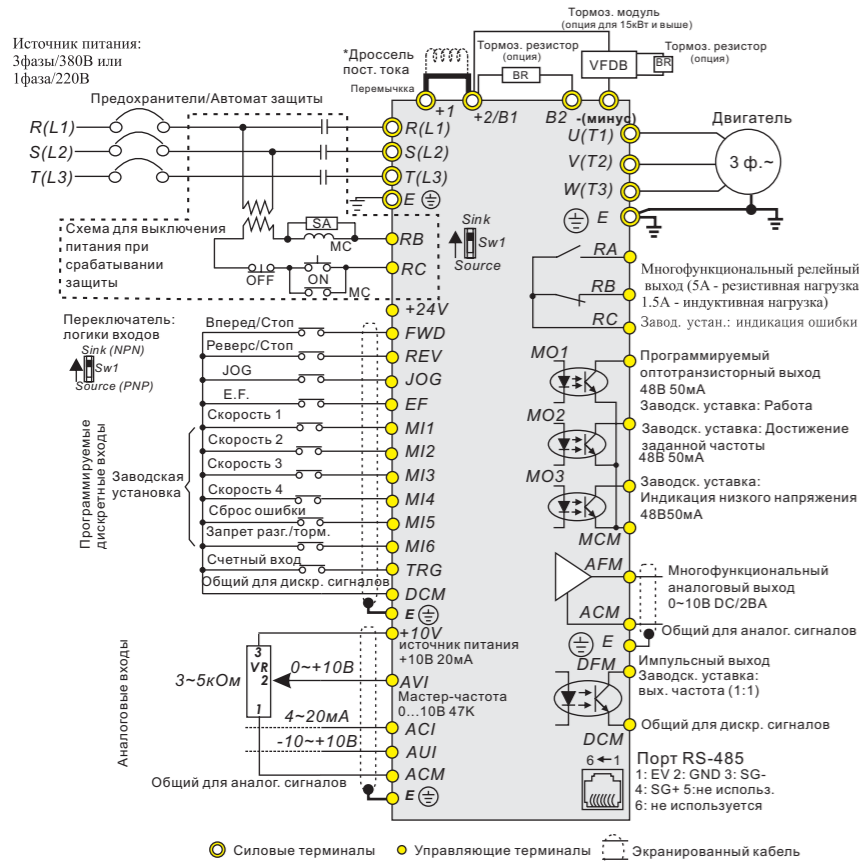 Источник питания:
3фазы/380В или
1фаза/220В
*Дроссель
пост. тока
Перемычкка
Тормоз. модуль
(опция для 15кВт и выше)
Тормоз. резистор
(опция)
BR
VFDB
BR
Тормоз. резистор
(опция)
Предохранители/Автомат защиты
+1
+2/B1
B2
-(минус)
R(L1)
S(L2)
T(L3)
R(L1)
S(L2)
T(L3)
E
U(T1)
V(T2)
W(T3)
E
Двигатель
3 ф.~
Схема для выключения
питания при
срабатывании
защиты
SA
MC
OFF
ON
MC
RB
RC
Sink
Sw1
Source
RA
RB
RC
Многофункциональный релейный
выход (5А - резистивная нагрузка
1.5А - индуктивная нагрузка)
Завод. устан.: индикация ошибки
Переключатель:
логики входов
Sink (NPN)
Sw1
Source (PNP)
Программируемые
дискретные входы
Заводская
установка
+24V
Вперед/Стоп
FWD
Реверс/Стоп
REV
JOG
JOG
E.F.
EF
Скорость 1
MI1
Скорость 2
MI2
Скорость 3
MI3
Скорость 4
MI4
Сброс ошибки
MI5
Запрет разг./торм.
MI6
Счетный вход
TRG
Общий для дискр. сигналов
DCM
E
MO1
Программируемый
оптотранзисторный выход
48В 50мА
Заводск. уставка: Работа
MO2
Заводск. уставка: Достижение
заданной частоты
48В 50мА
MO3
Заводск. уставка:
Индикация низкого напряжения
48В50мА
MCM
AFM
Многофункциональный
аналоговый выход
0~10В DC/2ВА
ACM
Общий для аналог. сигналов
E
DFM
Импульсный выход
Заводск. уставка:
вых. частота (1:1)
Общий для дискр. сигналов
DCM
Аналоговые входы
+10V
источник питания
+10В 20мА
3
VR
2
1
3~5кОм
0~+10В
AVI
Мастер-частота
0...10В 47K
4~20мА
ACI
-10~+10В
AUI
ACM
Общий для аналог. сигналов
E
6←1
Порт RS-485
1: EV 2: GND 3: SG-
4: SG+ 5:не использ.
6: не используется
Силовые терминалы
Управляющие терминалы
Экранированный кабель